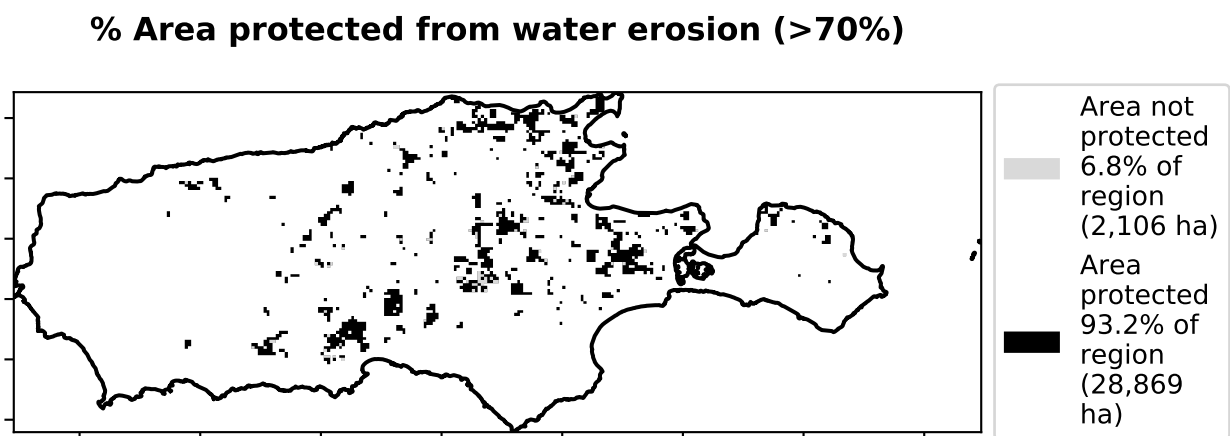 % Area protected from water erosion (>70%)
Area not
protected
6.8% of
region
(2,106 ha)
Area
protected
93.2% of
region
(28,869
ha)